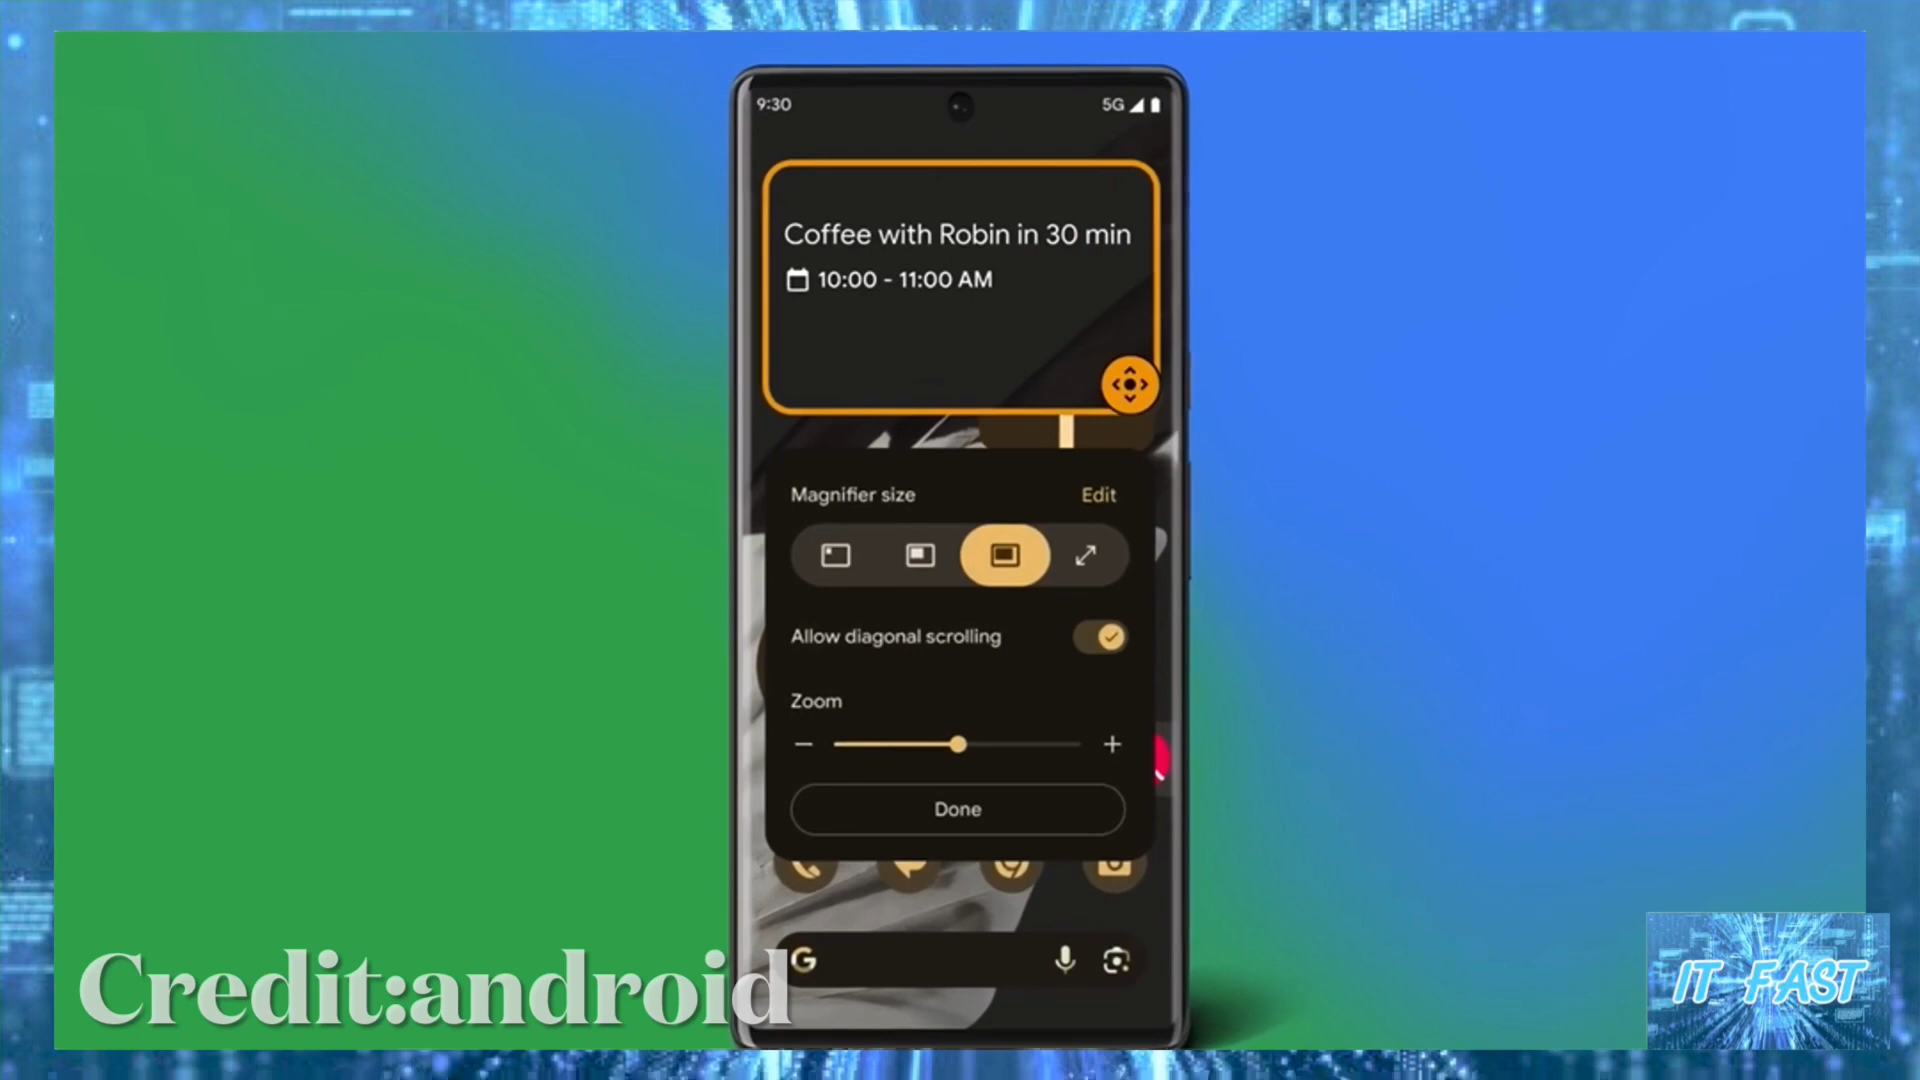 9:30
5G
Coffee with Robin in 30 min
10:00 - 11:00 AM
Magnifier size
Edit
Allow diagonal scrolling
Zoom
Done
G
Credit:android
IT FAST